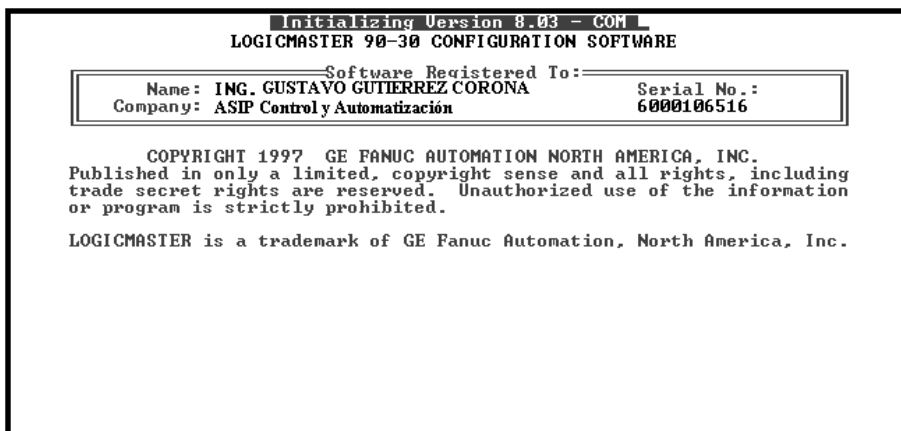 Initializing Version 8.03 - COM
LOGICMASTER 90-30 CONFIGURATION SOFTWARE
Software Registered To:
Name: ING. GUSTAVO GUTIERREZ CORONA Serial No.:
Company: ASIP Control y Automatización 6000106516
COPYRIGHT 1997 GE FANUC AUTOMATION NORTH AMERICA, INC.
Published in only a limited, copyright sense and all rights, including
trade secret rights are reserved. Unauthorized use of the information
or program is strictly prohibited.
LOGICMASTER is a trademark of GE Fanuc Automation, North America, Inc.